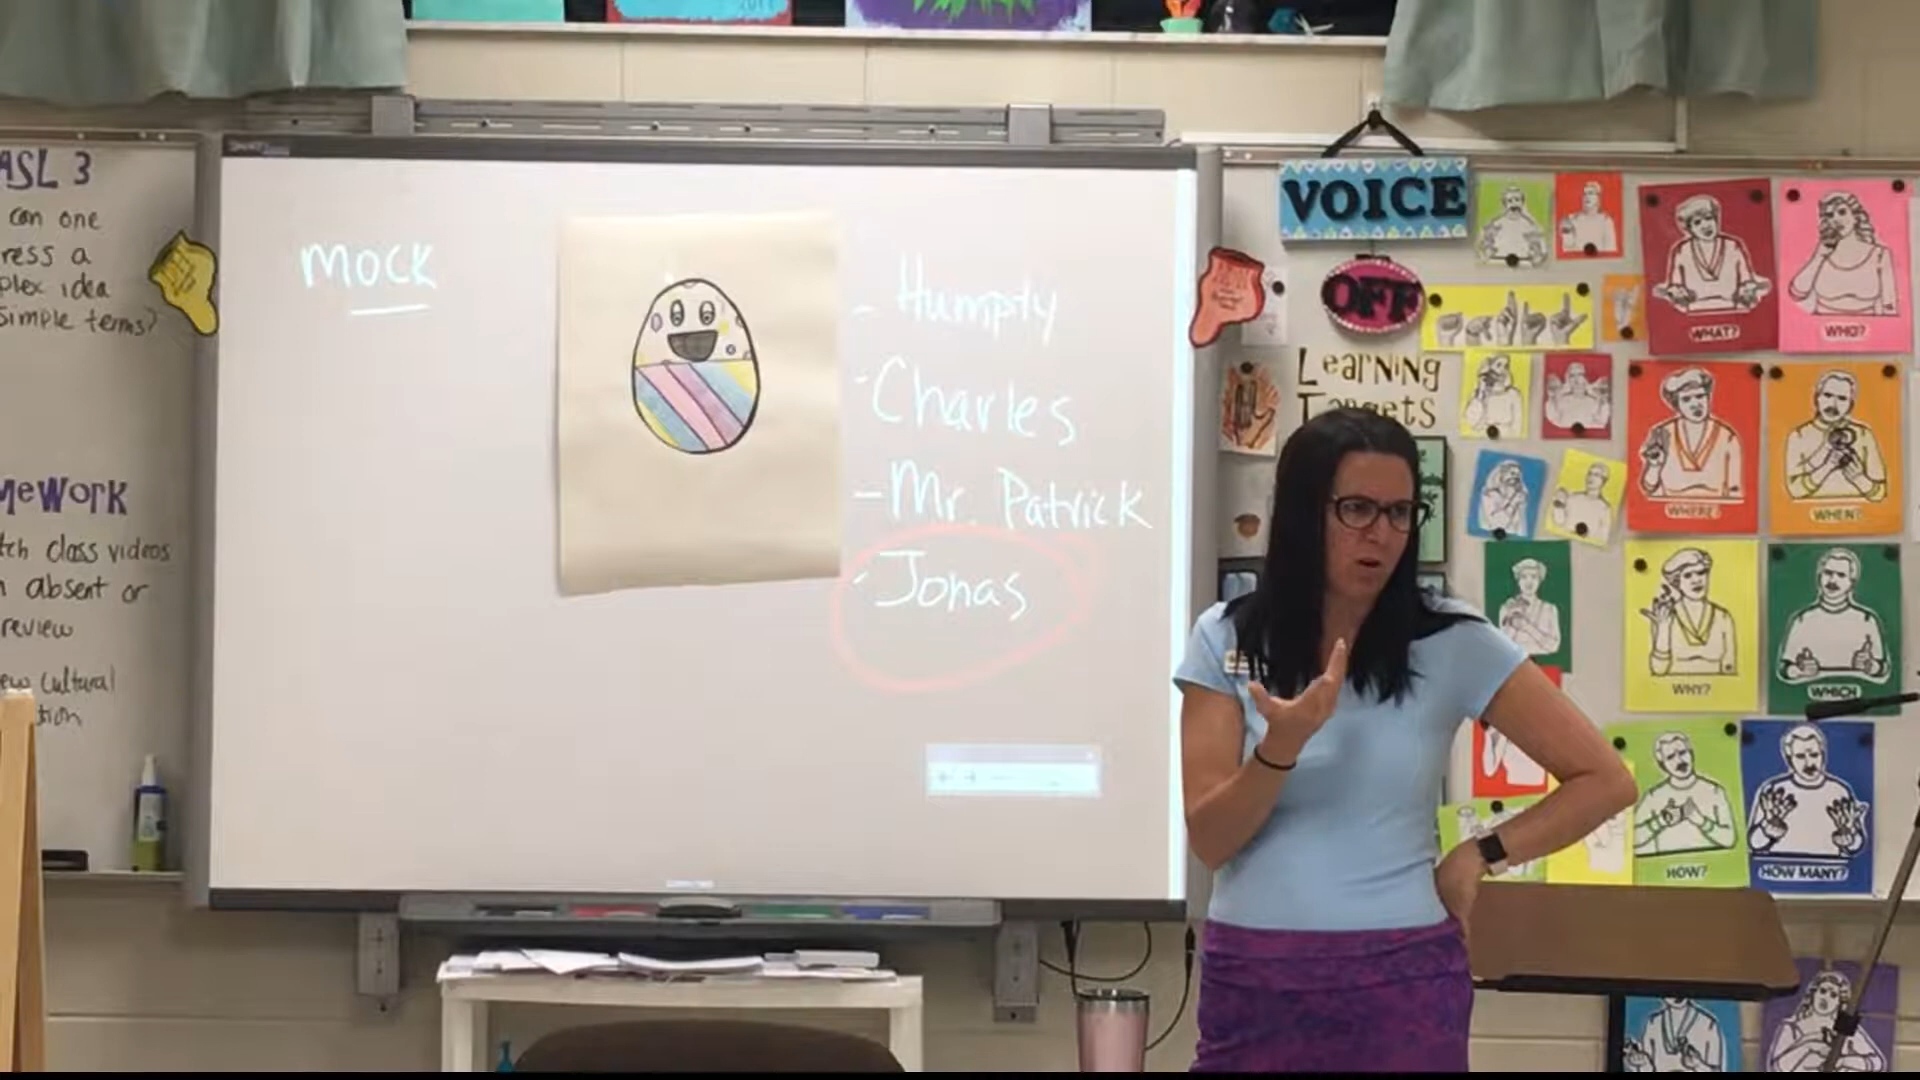 ASL 3
can one
ress a
plex idea
simple terms?
meWork
tch class videos
absent or
review
ew cultural
tion
MOCK
- Humpty
- Charles
- Mr. Patrick
- Jonas
VOICE
OFF
Learning
Targets
WHAT?
WHO?
WHERE?
WHEN?
WHY?
WHICH
HOW?
HOW MANY?